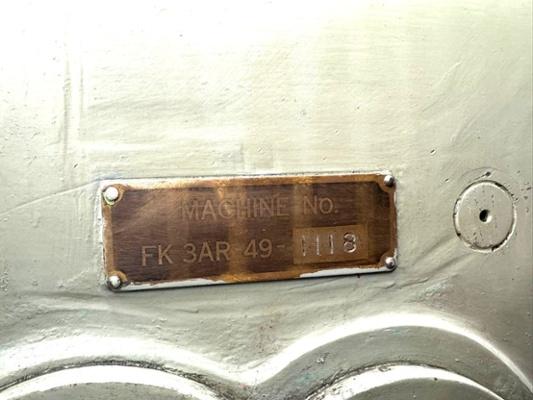 MACHINE NO.
FK 3AR-49-1118